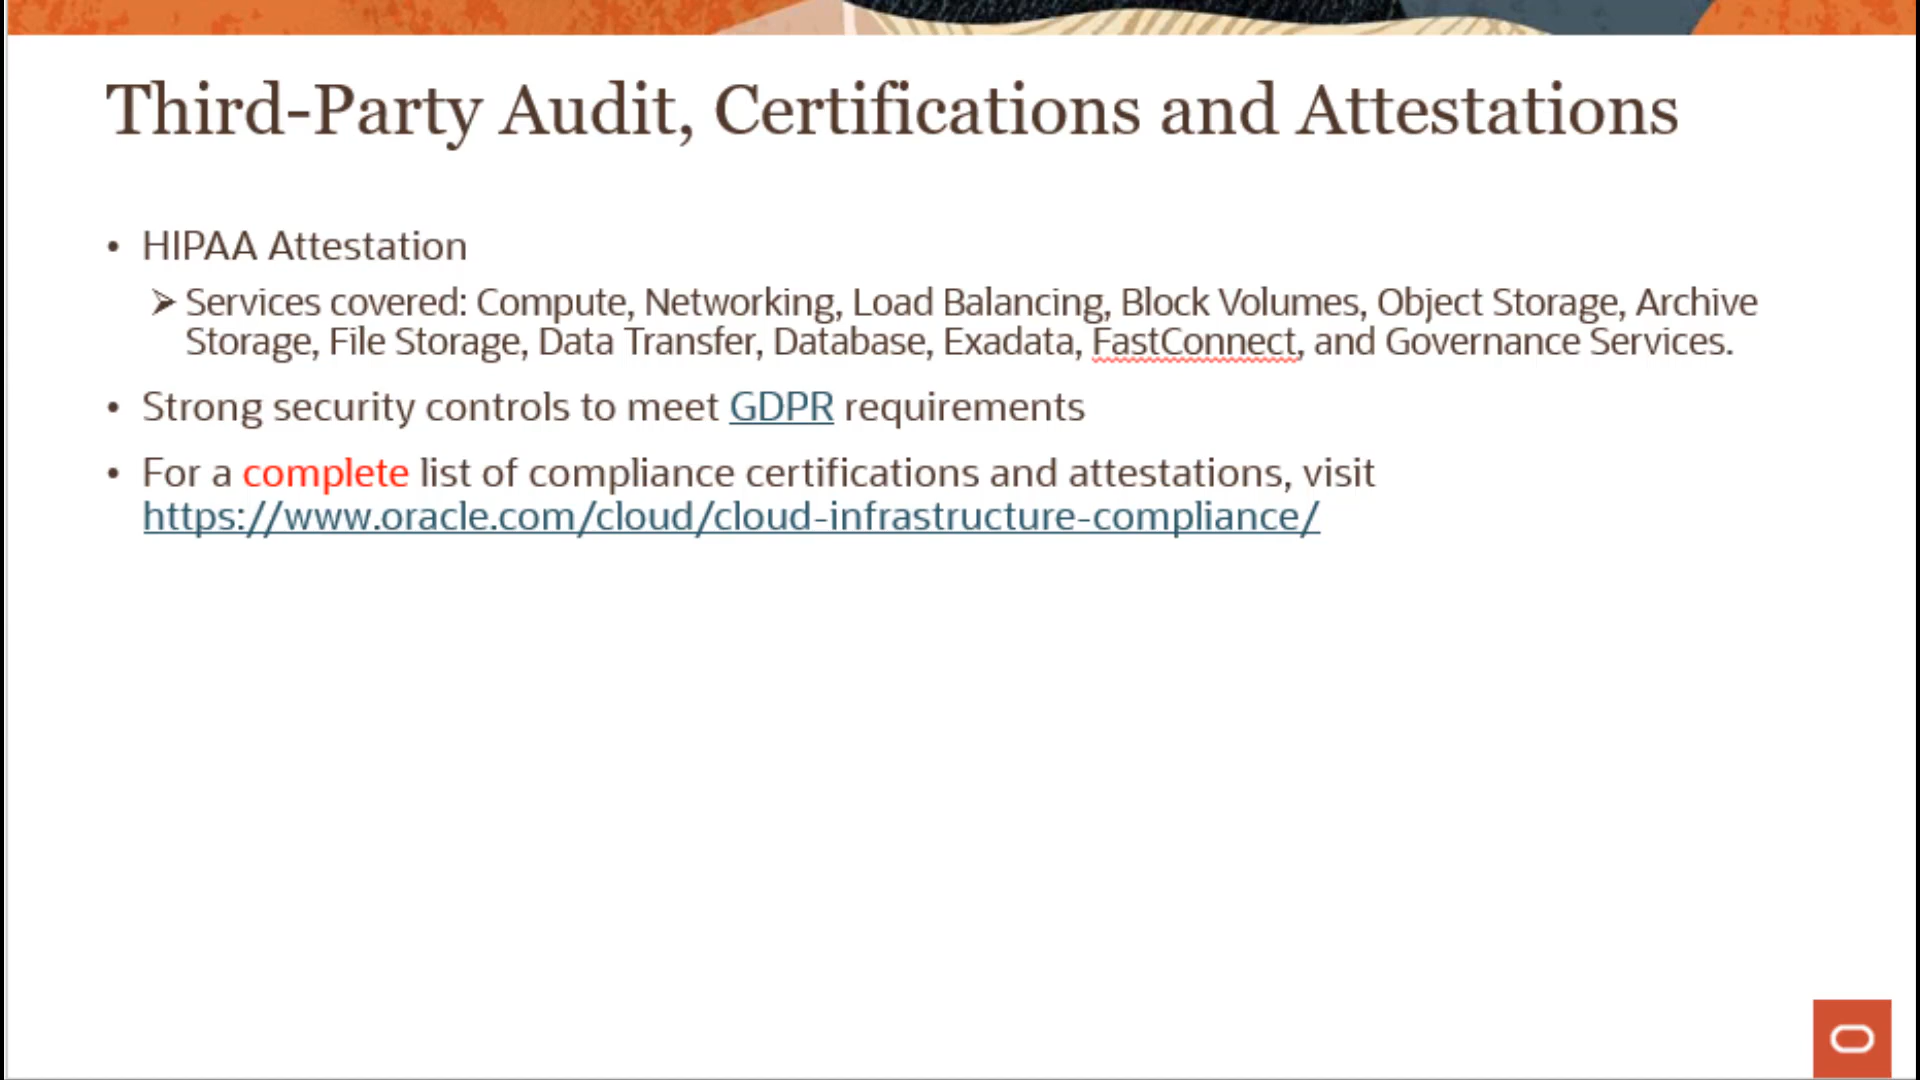 Third-Party Audit, Certifications and Attestations
• HIPAA Attestation
➢ Services covered: Compute, Networking, Load Balancing, Block Volumes, Object Storage, Archive
Storage, File Storage, Data Transfer, Database, Exadata, FastConnect, and Governance Services.
• Strong security controls to meet GDPR requirements
• For a complete list of compliance certifications and attestations, visit
https://www.oracle.com/cloud/cloud-infrastructure-compliance/